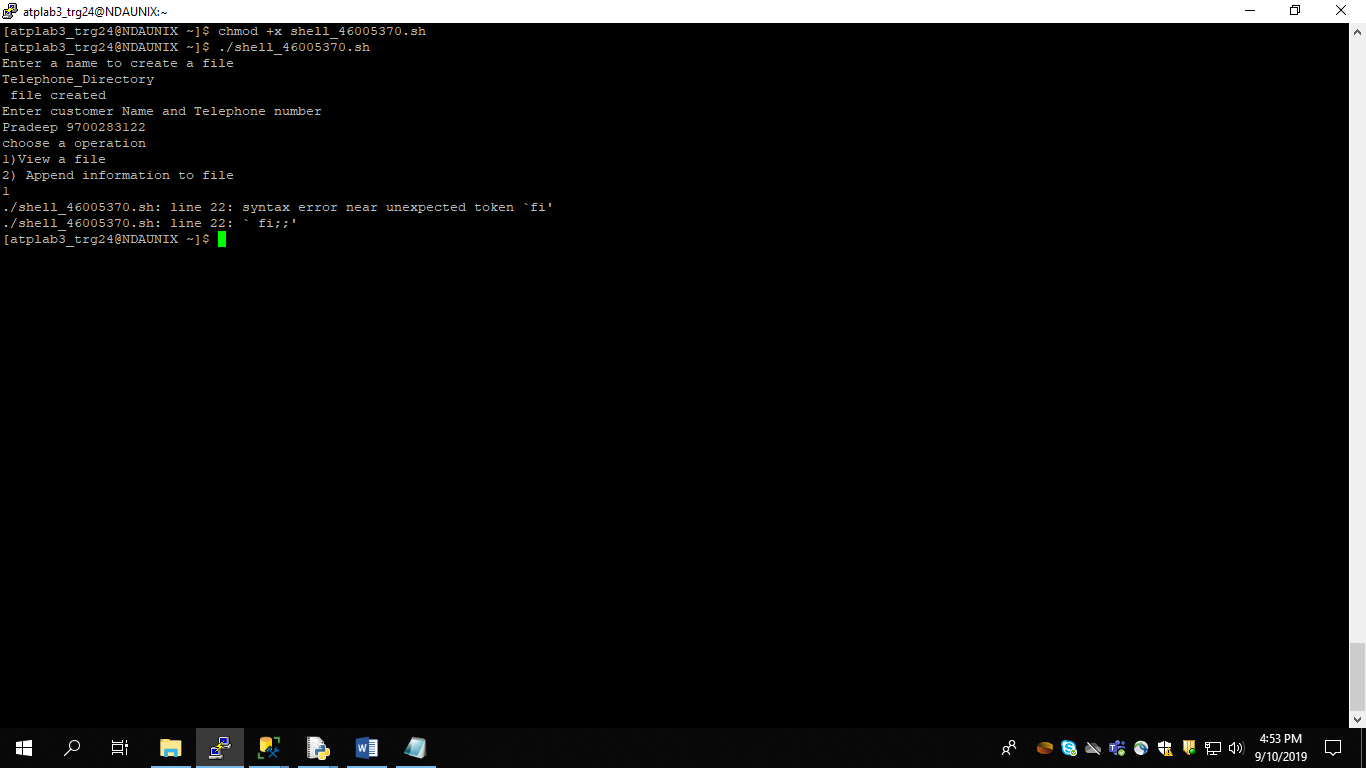 atplab3_trg24@NDAUNIX:~
[atplab3_trg24@NDAUNIX ~]$ chmod +x shell_46005370.sh
[atplab3_trg24@NDAUNIX ~]$ ./shell_46005370.sh
Enter a name to create a file
Telephone_Directory
 file created
Enter customer Name and Telephone number
Pradeep 9700283122
choose a operation
1)View a file
2) Append information to file
1
./shell_46005370.sh: line 22: syntax error near unexpected token `fi'
./shell_46005370.sh: line 22: ` fi;;'
[atplab3_trg24@NDAUNIX ~]$
4:53 PM
9/10/2019